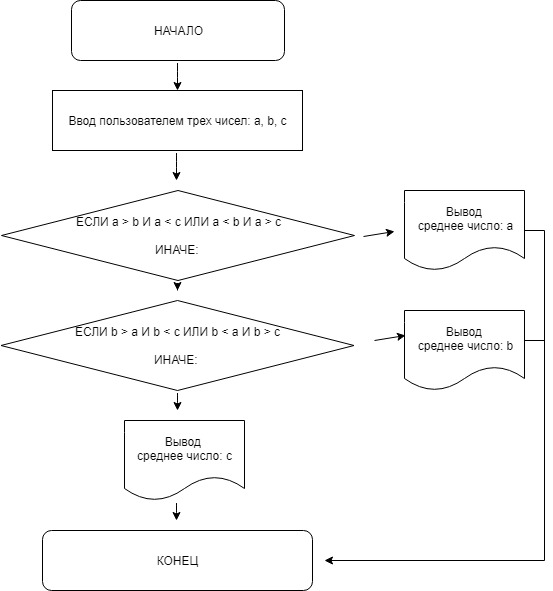 НАЧАЛО
Ввод пользователем трех чисел: a, b, c
ЕСЛИ a > b И a < c ИЛИ a < b И a > c
ИНАЧЕ:
Вывод
среднее число: a
ЕСЛИ b > a И b < c ИЛИ b < a И b > c
ИНАЧЕ:
Вывод
среднее число: b
Вывод
среднее число: c
КОНЕЦ